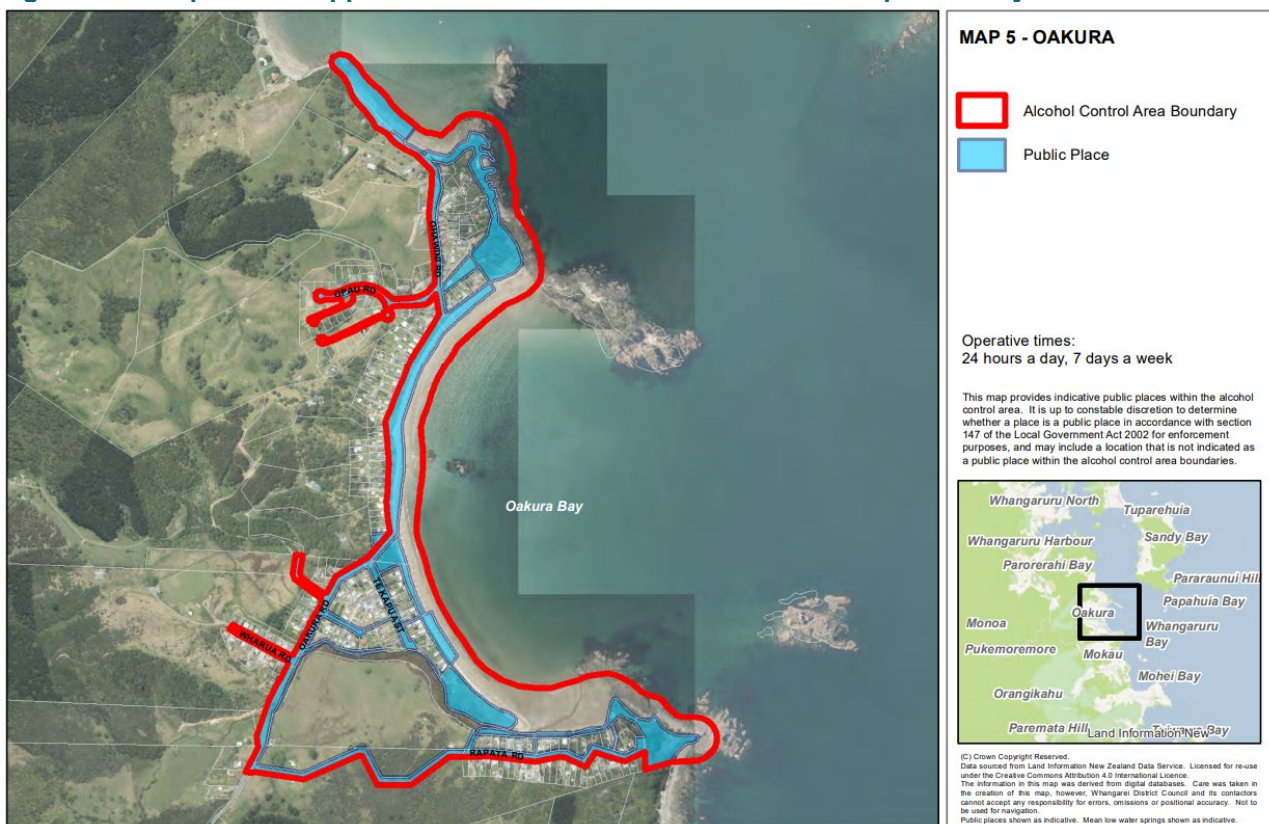 MAP 5 - OAKURA
Alcohol Control Area Boundary
Public Place
Operative times:
24 hours a day, 7 days a week
This map provides indicative public places within the alcohol
control area. It is up to constable discretion to determine
whether a place is a public place in accordance with section
147 of the Local Government Act 2002 for enforcement
purposes, and may include a location that is not indicated as
a public place within the alcohol control area boundaries.
OHAWINI RD
OPAU RD
Oakura Bay
TE KAPUA ST
OAKURA RD
WHARUA RD
RAPATA RD
Whangaruru North
Tuparehuia
Whangaruru Harbour
Sandy Bay
Parorerahi Bay
Pararaunui Hill
Oakura
Papahuia Bay
Monoa
Whangaruru
Bay
Pukemoremore
Mokau
Mohei Bay
Orangikahu
Paremata Hill
Bay
Land Information New
(C) Crown Copyright Reserved.
Data sourced from Land Information New Zealand Data Service. Licensed for re-use
under the Creative Commons Attribution 4.0 International Licence.
The information in this map was derived from digital databases. Care was taken in
the creation of this map, however, Whangarei District Council and its contactors
cannot accept any responsibility for errors, omissions or positional accuracy. Not to
be used for navigation.
Public places shown as indicative. Mean low water springs shown as indicative.